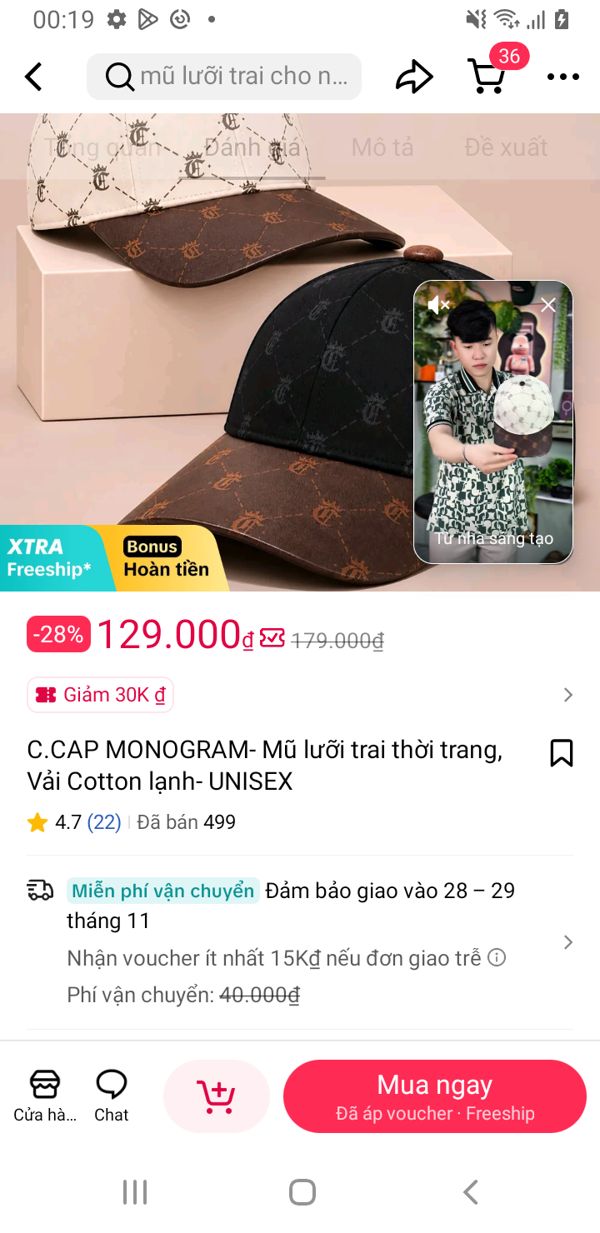 00:19
mũ lưỡi trai cho n...
36
Tổng quan Đánh giá Mô tả Đề xuất
Từ nhà sáng tạo
XTRA
Freeship*
Bonus
Hoàn tiền
-28% 129.000₫ 179.000₫
Giảm 30K ₫
C.CAP MONOGRAM- Mũ lưỡi trai thời trang,
Vải Cotton lạnh- UNISEX
4.7 (22) Đã bán 499
Miễn phí vận chuyển Đảm bảo giao vào 28 – 29
tháng 11
Nhận voucher ít nhất 15K₫ nếu đơn giao trễ
Phí vận chuyển: 40.000₫
Cửa hà... Chat
Mua ngay
Đã áp voucher · Freeship